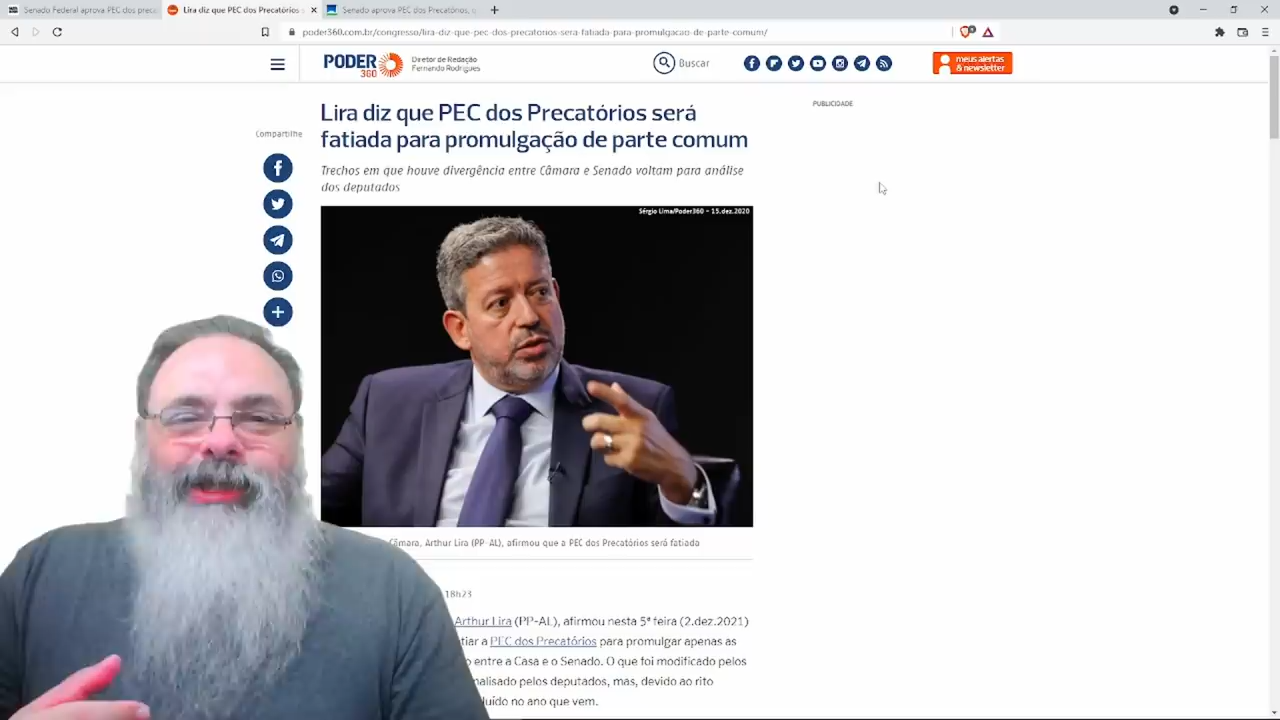 Senado Federal aprova PEC dos preca
Lira diz que PEC dos Precatórios s
Senado aprova PEC dos Precatórios, o
poder360.com.br/congresso/lira-diz-que-pec-dos-precatorios-sera-fatiada-para-promulgacao-de-parte-comum/
PODER
360
Diretor de Redação
Fernando Rodrigues
Buscar
meus alertas
& newsletter
Lira diz que PEC dos Precatórios será
fatiada para promulgação de parte comum
PUBLICIDADE
Compartilhe
Trechos em que houve divergência entre Câmara e Senado voltam para análise
dos deputados
Sérgio Lima/Poder360 - 15.dez.2020
Câmara, Arthur Lira (PP-AL), afirmou que a PEC dos Precatórios será fatiada
18h23
Arthur Lira (PP-AL), afirmou nesta 5ª feira (2.dez.2021)
tiar a PEC dos Precatórios para promulgar apenas as
o entre a Casa e o Senado. O que foi modificado pelos
nalisado pelos deputados, mas, devido ao rito
luído no ano que vem.